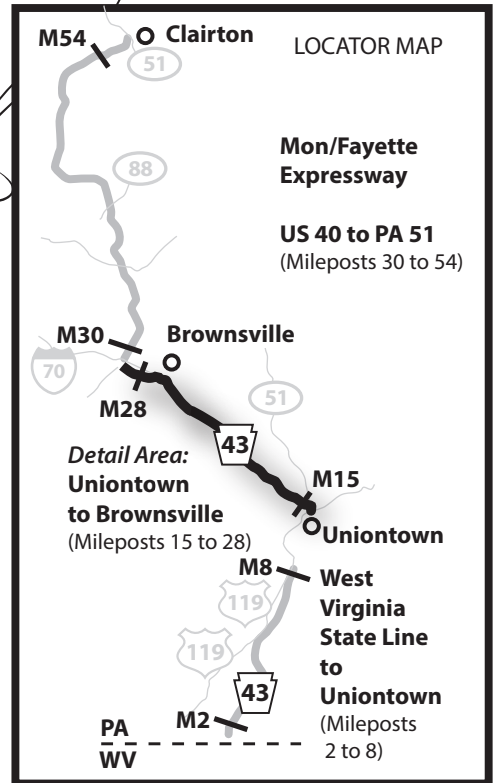 M54
Clairton
LOCATOR MAP
51
Mon/Fayette
Expressway
88
US 40 to PA 51
(Mileposts 30 to 54)
M30
Brownsville
70
M28
51
43
Detail Area:
Uniontown
to Brownsville
(Mileposts 15 to 28)
M15
Uniontown
M8
West
Virginia
State Line
to
Uniontown
(Mileposts
2 to 8)
119
119
43
M2
PA
WV